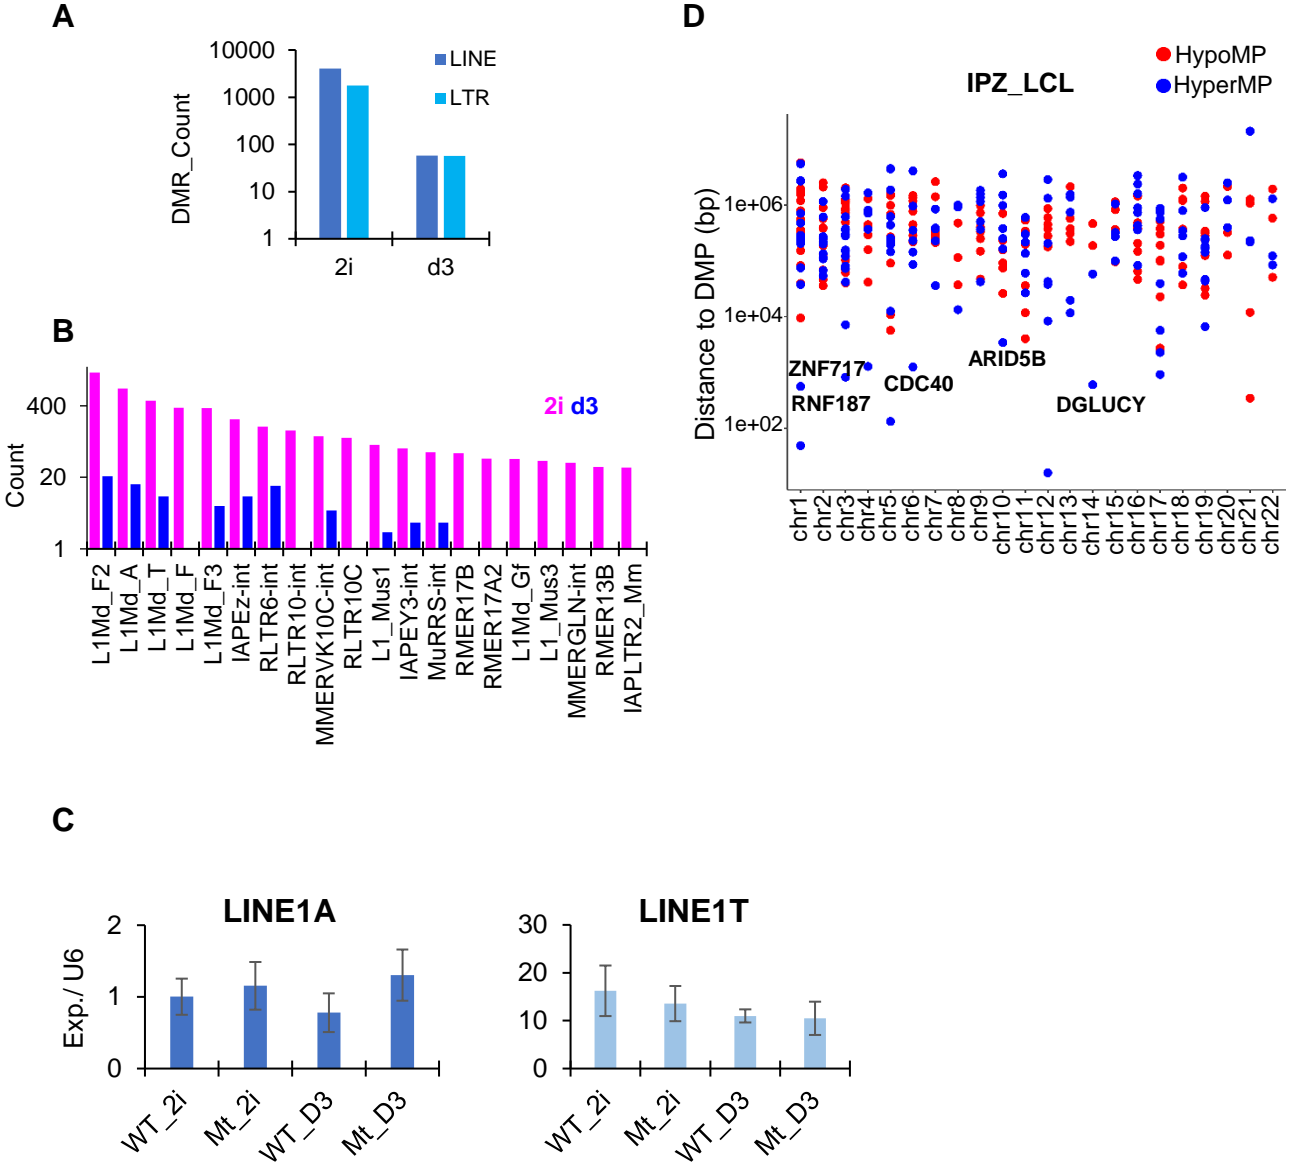 A
10000
1000
100
10
1
DMR_Count
LINE
LTR
2i
d3
B
400
20
1
Count
2i d3
L1Md_F2
L1Md_A
L1Md_T
L1Md_F
L1Md_F3
IAPEz-int
RLTR6-int
RLTR10-int
MMERVK10C-int
RLTR10C
L1_Mus1
IAPEY3-int
MuRRS-int
RMER17B
RMER17A2
L1Md_Gf
L1_Mus3
MMERGLN-int
RMER13B
IAPLTR2_Mm
C
LINE1A
2
1
0
Exp./ U6
WT_2i
Mt_2i
WT_D3
Mt_D3
LINE1T
30
20
10
0
WT_2i
Mt_2i
WT_D3
Mt_D3
D
HypoMP
HyperMP
IPZ_LCL
Distance to DMP (bp)
1e+06
1e+04
1e+02
ZNF717
RNF187
CDC40
ARID5B
DGLUCY
chr1
chr2
chr3
chr4
chr5
chr6
chr7
chr8
chr9
chr10
chr11
chr12
chr13
chr14
chr15
chr16
chr17
chr18
chr19
chr20
chr21
chr22